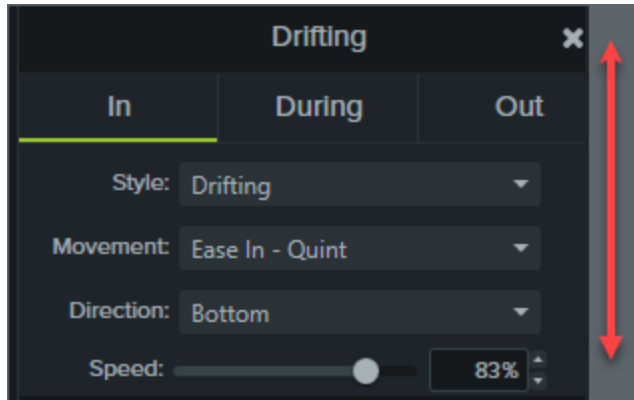 Drifting
In During Out
Style: Drifting
Movement: Ease In - Quint
Direction: Bottom
Speed: 83%